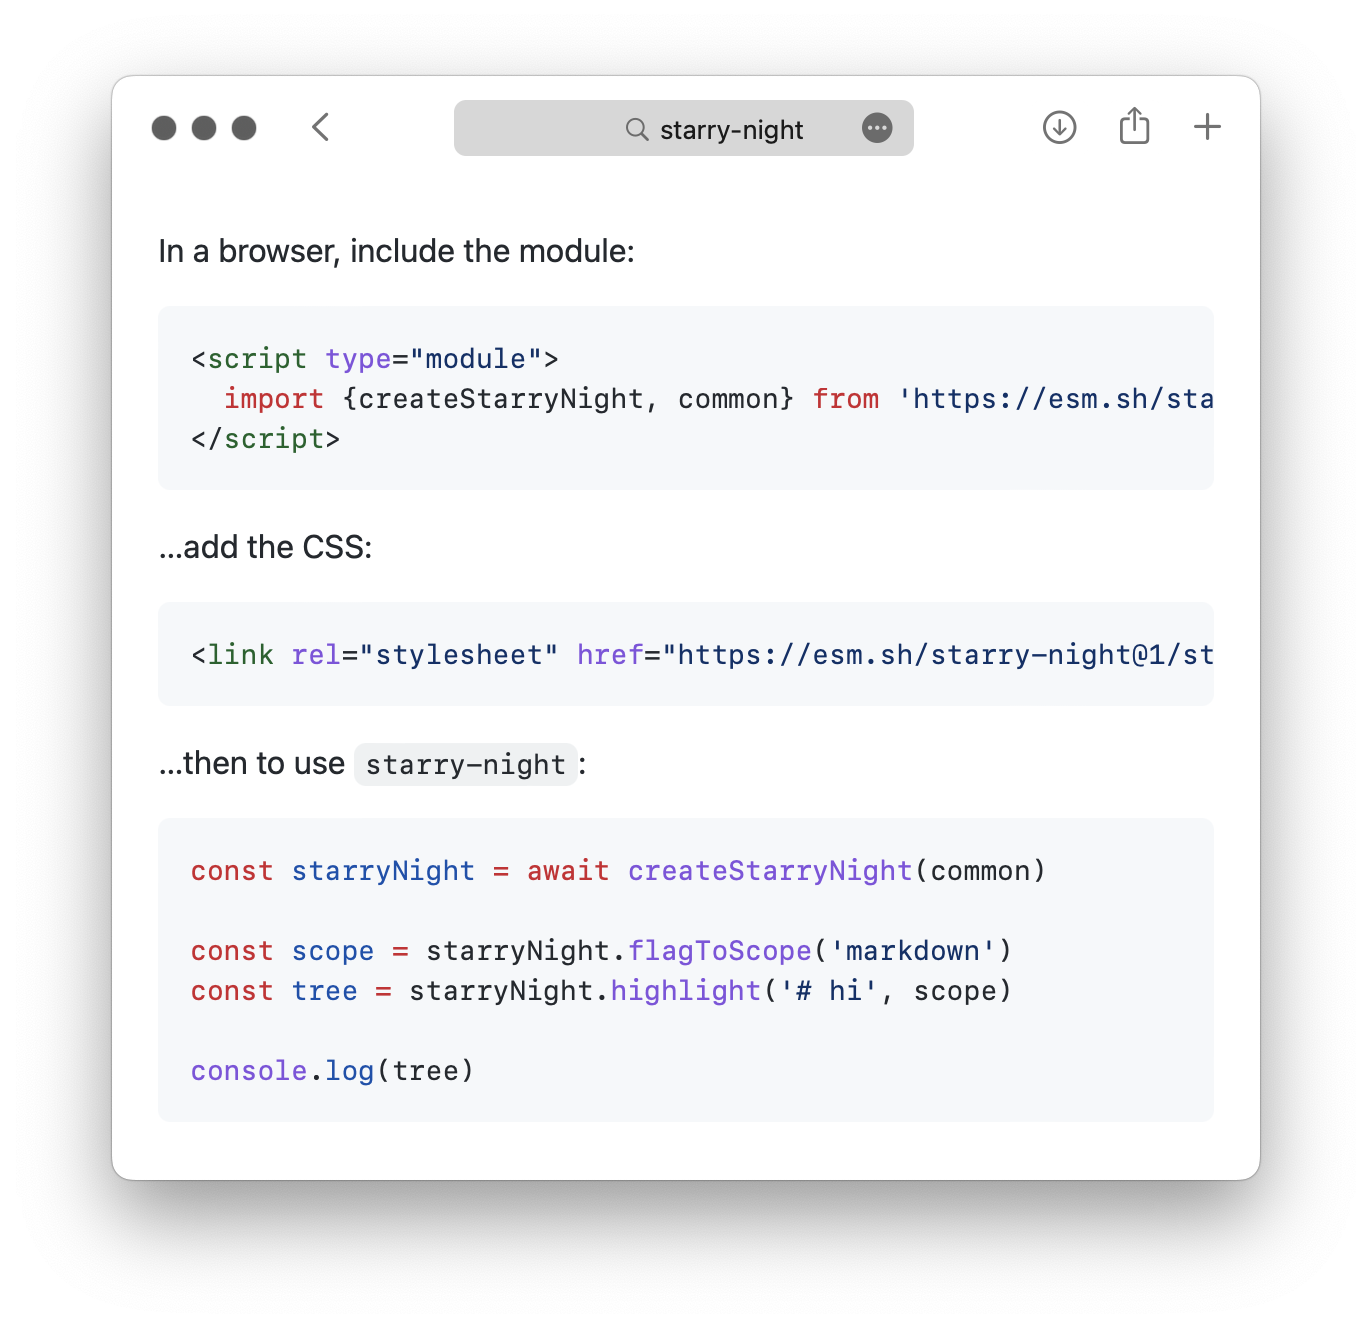 starry-night
In a browser, include the module:
<script type="module">
  import {createStarryNight, common} from 'https://esm.sh/sta
</script>
…add the CSS:
<link rel="stylesheet" href="https://esm.sh/starry-night@1/st
…then to use starry-night:
const starryNight = await createStarryNight(common)
const scope = starryNight.flagToScope('markdown')
const tree = starryNight.highlight('# hi', scope)
console.log(tree)